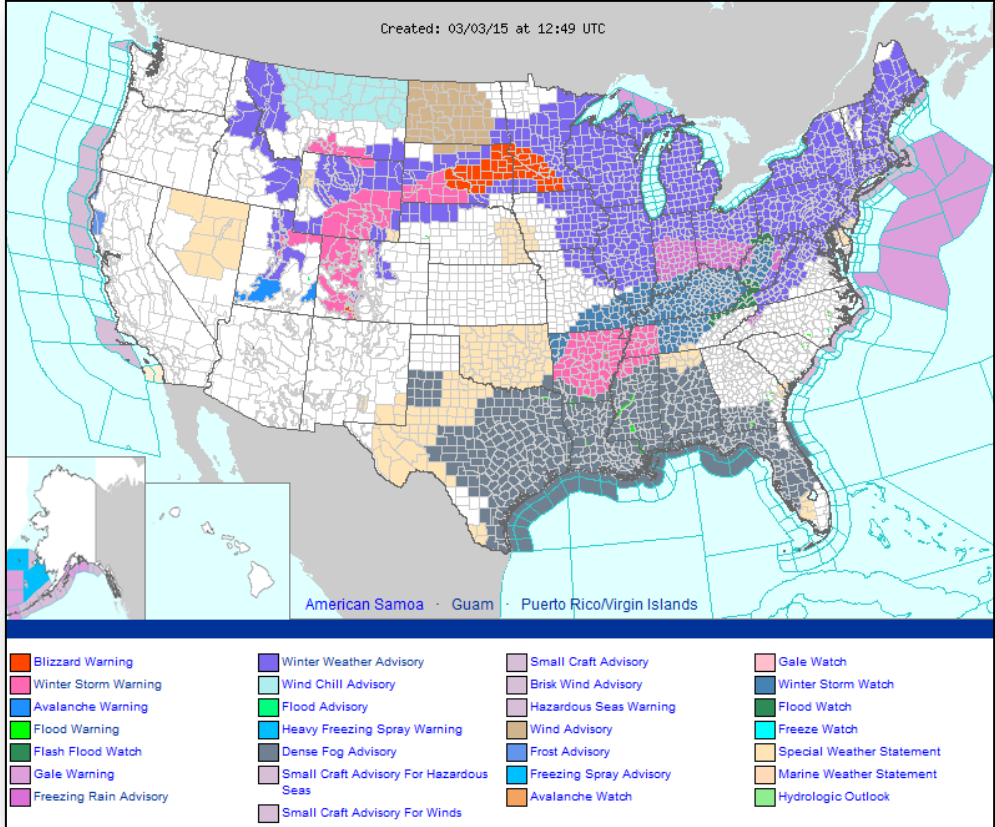 Created: 03/03/15 at 12:49 UTC
American Samoa · Guam · Puerto Rico/Virgin Islands
Blizzard Warning
Winter Storm Warning
Avalanche Warning
Flood Warning
Flash Flood Watch
Gale Warning
Freezing Rain Advisory
Winter Weather Advisory
Wind Chill Advisory
Flood Advisory
Heavy Freezing Spray Warning
Dense Fog Advisory
Small Craft Advisory For Hazardous
Seas
Small Craft Advisory For Winds
Small Craft Advisory
Brisk Wind Advisory
Hazardous Seas Warning
Wind Advisory
Frost Advisory
Freezing Spray Advisory
Avalanche Watch
Gale Watch
Winter Storm Watch
Flood Watch
Freeze Watch
Special Weather Statement
Marine Weather Statement
Hydrologic Outlook